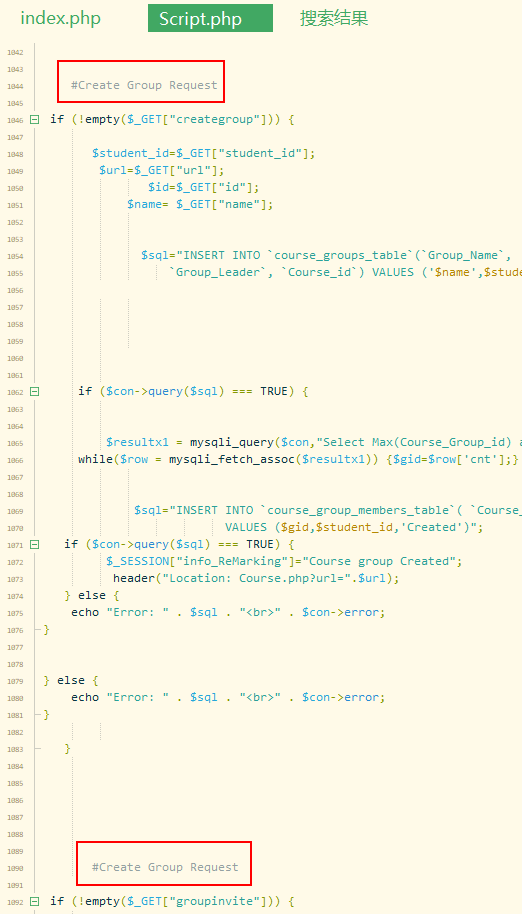 index.php Script.php 搜索结果
1042
1043
1044 #Create Group Request
1045
1046 if (!empty($_GET["creategroup"])) {
1047
1048 $student_id=$_GET["student_id"];
1049 $url=$_GET["url"];
1050 $id=$_GET["id"];
1051 $name= $_GET["name"];
1052
1053
1054 $sql="INSERT INTO `course_groups_table`(`Group_Name`,
1055 `Group_Leader`, `Course_id`) VALUES ('$name',$stude
1056
1057
1058
1059
1060
1061
1062 if ($con->query($sql) === TRUE) {
1063
1064
1065 $resultx1 = mysqli_query($con,"Select Max(Course_Group_id) a
1066 while($row = mysqli_fetch_assoc($resultx1)) {$gid=$row['cnt'];}
1067
1068
1069 $sql="INSERT INTO `course_group_members_table`( `Course_
1070 VALUES ($gid,$student_id,'Created')";
1071 if ($con->query($sql) === TRUE) {
1072 $_SESSION["info_ReMarking"]="Course group Created";
1073 header("Location: Course.php?url=".$url);
1074 } else {
1075 echo "Error: " . $sql . "<br>" . $con->error;
1076 }
1077
1078
1079 } else {
1080 echo "Error: " . $sql . "<br>" . $con->error;
1081 }
1082
1083 }
1084
1085
1086
1087
1088
1089
1090 #Create Group Request
1091
1092 if (!empty($_GET["groupinvite"])) {